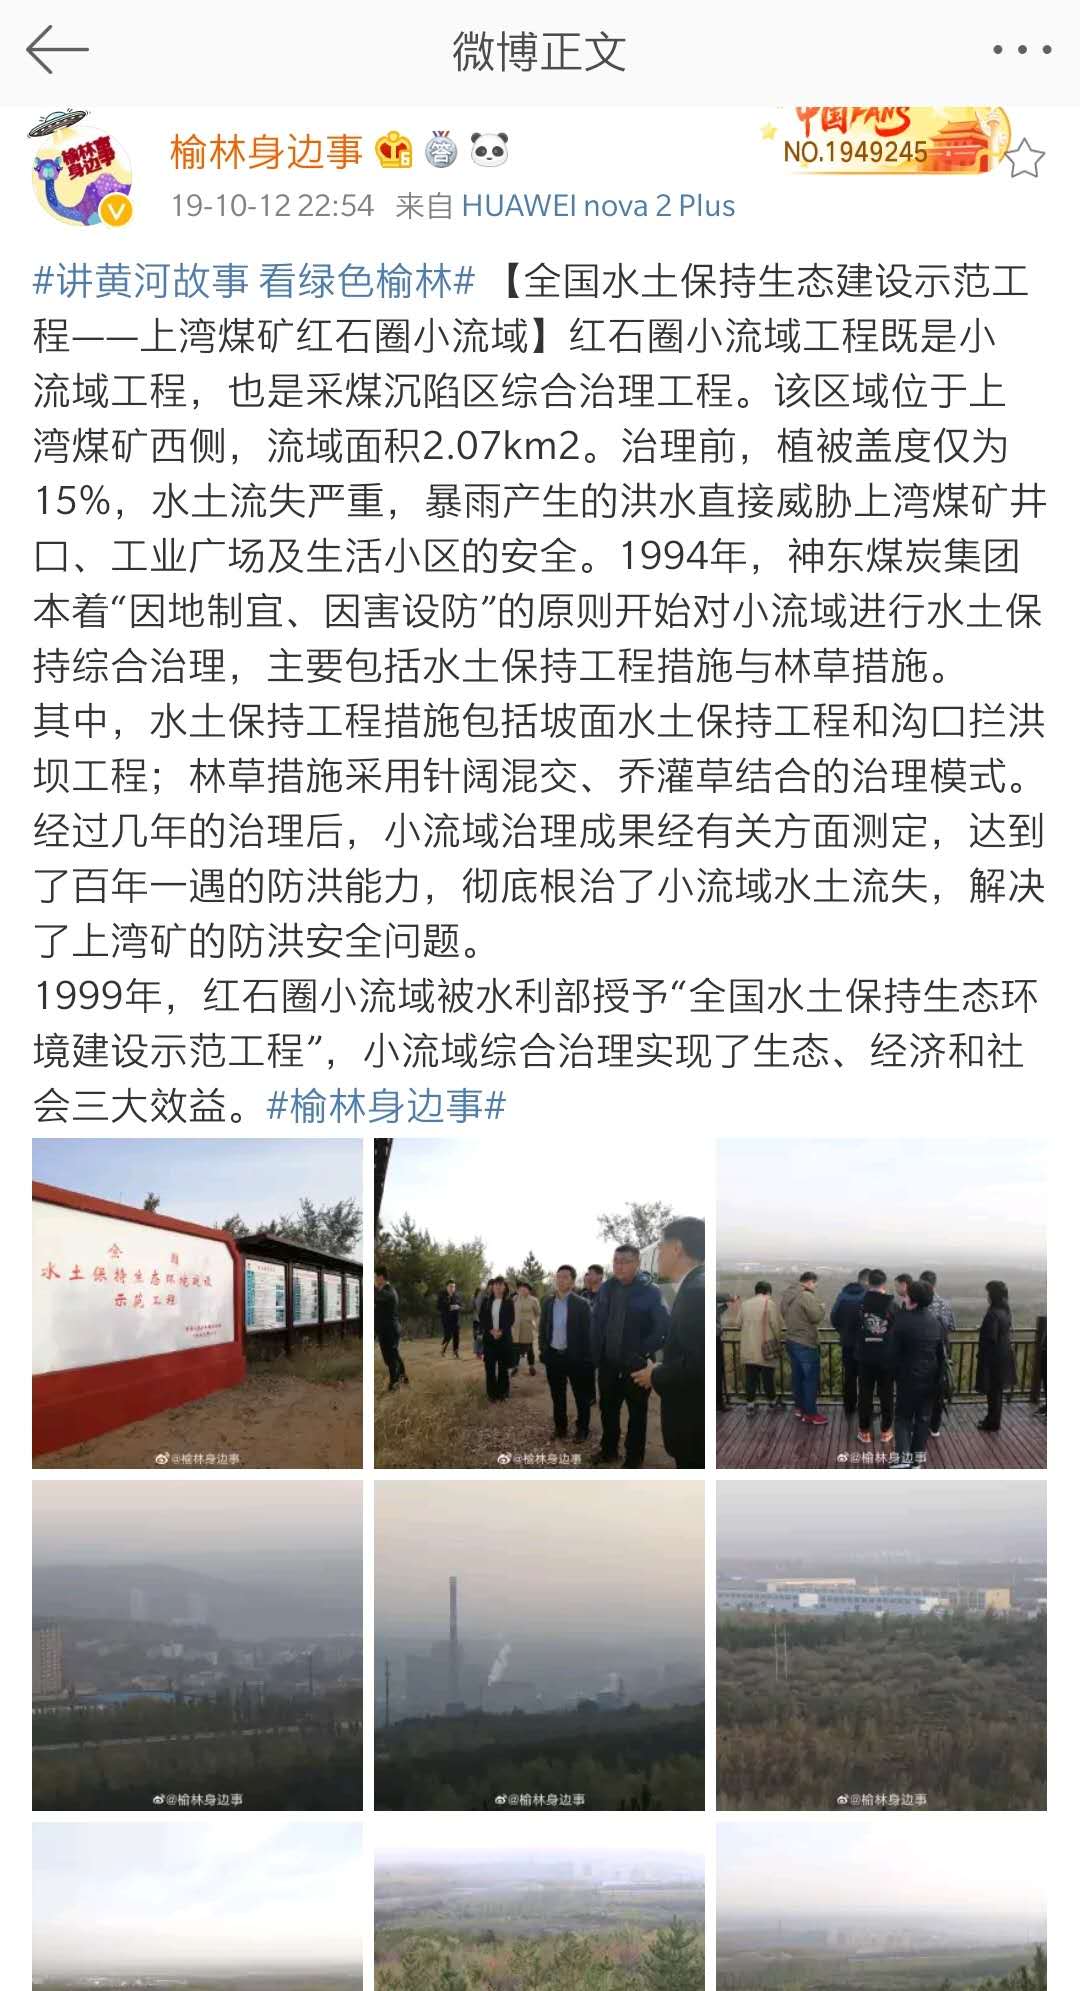 微博正文
榆林身边事
中国FANS
NO.1949245
榆林身边事
6
答
19-10-12 22:54 来自 HUAWEI nova 2 Plus
#讲黄河故事 看绿色榆林# 【全国水土保持生态建设示范工
程——上湾煤矿红石圈小流域】红石圈小流域工程既是小
流域工程，也是采煤沉陷区综合治理工程。该区域位于上
湾煤矿西侧，流域面积2.07km2。治理前，植被盖度仅为
15%，水土流失严重，暴雨产生的洪水直接威胁上湾煤矿井
口、工业广场及生活小区的安全。1994年，神东煤炭集团
本着“因地制宜、因害设防”的原则开始对小流域进行水土保
持综合治理，主要包括水土保持工程措施与林草措施。
其中，水土保持工程措施包括坡面水土保持工程和沟口拦洪
坝工程；林草措施采用针阔混交、乔灌草结合的治理模式。
经过几年的治理后，小流域治理成果经有关方面测定，达到
了百年一遇的防洪能力，彻底根治了小流域水土流失，解决
了上湾矿的防洪安全问题。
1999年，红石圈小流域被水利部授予“全国水土保持生态环
境建设示范工程”，小流域综合治理实现了生态、经济和社
会三大效益。#榆林身边事#
全国
水土保持生态环境建设
示范工程
@榆林身边事
@榆林身边事
@榆林身边事
@榆林身边事
@榆林身边事
@榆林身边事